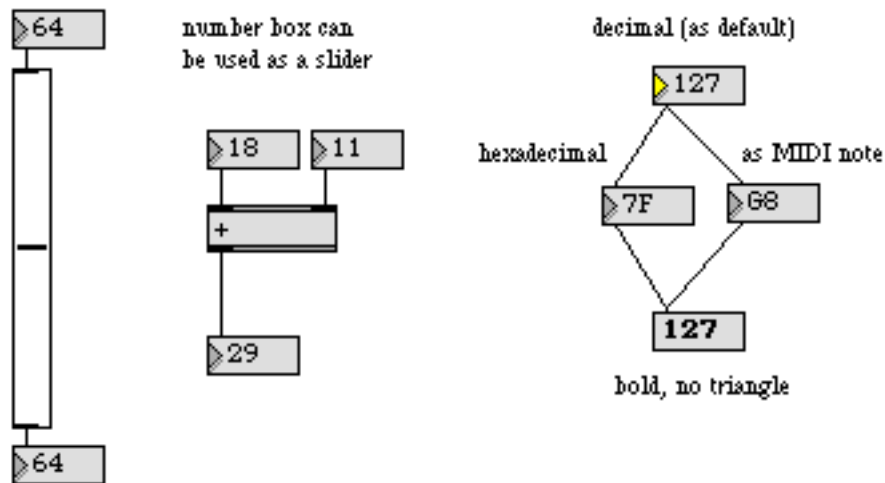 64
number box can
be used as a slider
decimal (as default)
127
18
11
hexadecimal
as MIDI note
7F
G8
+
29
127
bold, no triangle
64